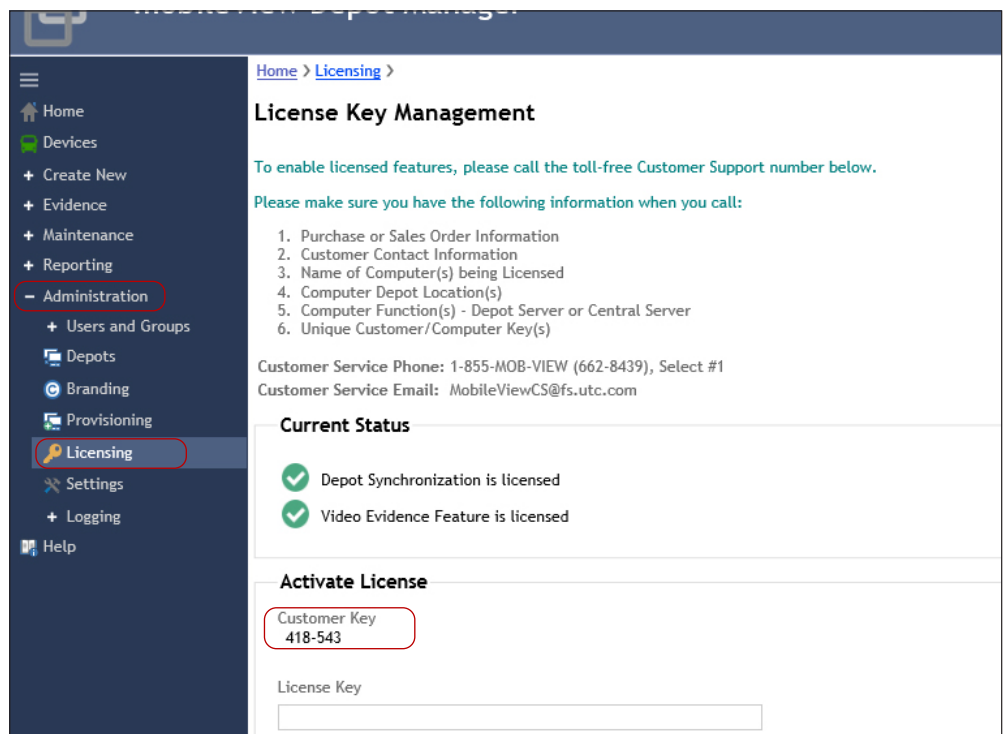 MobileView Depot Manager
Home > Licensing >
Home
Devices
+ Create New
+ Evidence
+ Maintenance
+ Reporting
− Administration
+ Users and Groups
Depots
Branding
Provisioning
Licensing
Settings
+ Logging
Help
License Key Management
To enable licensed features, please call the toll-free Customer Support number below.
Please make sure you have the following information when you call:
1. Purchase or Sales Order Information
2. Customer Contact Information
3. Name of Computer(s) being Licensed
4. Computer Depot Location(s)
5. Computer Function(s) - Depot Server or Central Server
6. Unique Customer/Computer Key(s)
Customer Service Phone: 1-855-MOB-VIEW (662-8439), Select #1
Customer Service Email: MobileViewCS@fs.utc.com
Current Status
Depot Synchronization is licensed
Video Evidence Feature is licensed
Activate License
Customer Key
418-543
License Key